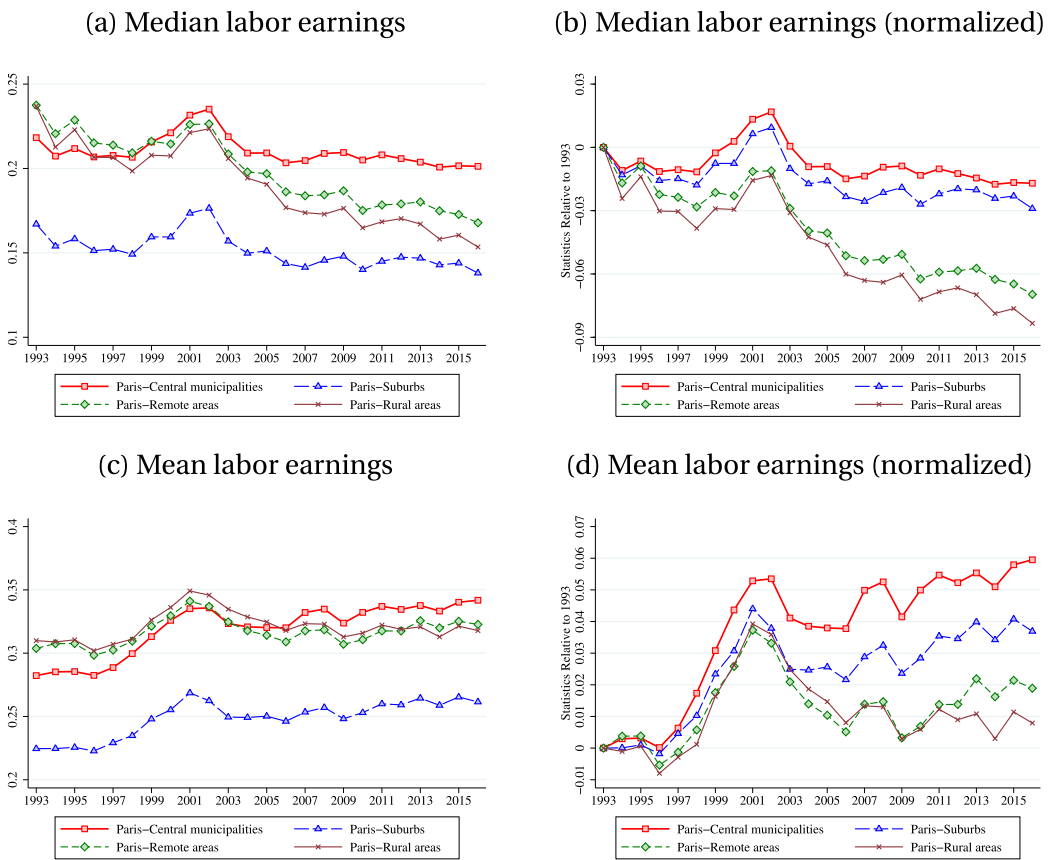 (a) Median labor earnings
0.25
0.2
0.15
0.1
1993 1995 1997 1999 2001 2003 2005 2007 2009 2011 2013 2015
Paris−Central municipalities Paris−Suburbs
Paris−Remote areas Paris−Rural areas
(b) Median labor earnings (normalized)
Statistics Relative to 1993
0.03
0
−0.03
−0.06
−0.09
1993 1995 1997 1999 2001 2003 2005 2007 2009 2011 2013 2015
Paris−Central municipalities Paris−Suburbs
Paris−Remote areas Paris−Rural areas
(c) Mean labor earnings
0.4
0.35
0.3
0.25
0.2
1993 1995 1997 1999 2001 2003 2005 2007 2009 2011 2013 2015
Paris−Central municipalities Paris−Suburbs
Paris−Remote areas Paris−Rural areas
(d) Mean labor earnings (normalized)
Statistics Relative to 1993
0.07
0.06
0.05
0.04
0.03
0.02
0.01
0
−0.01
1993 1995 1997 1999 2001 2003 2005 2007 2009 2011 2013 2015
Paris−Central municipalities Paris−Suburbs
Paris−Remote areas Paris−Rural areas